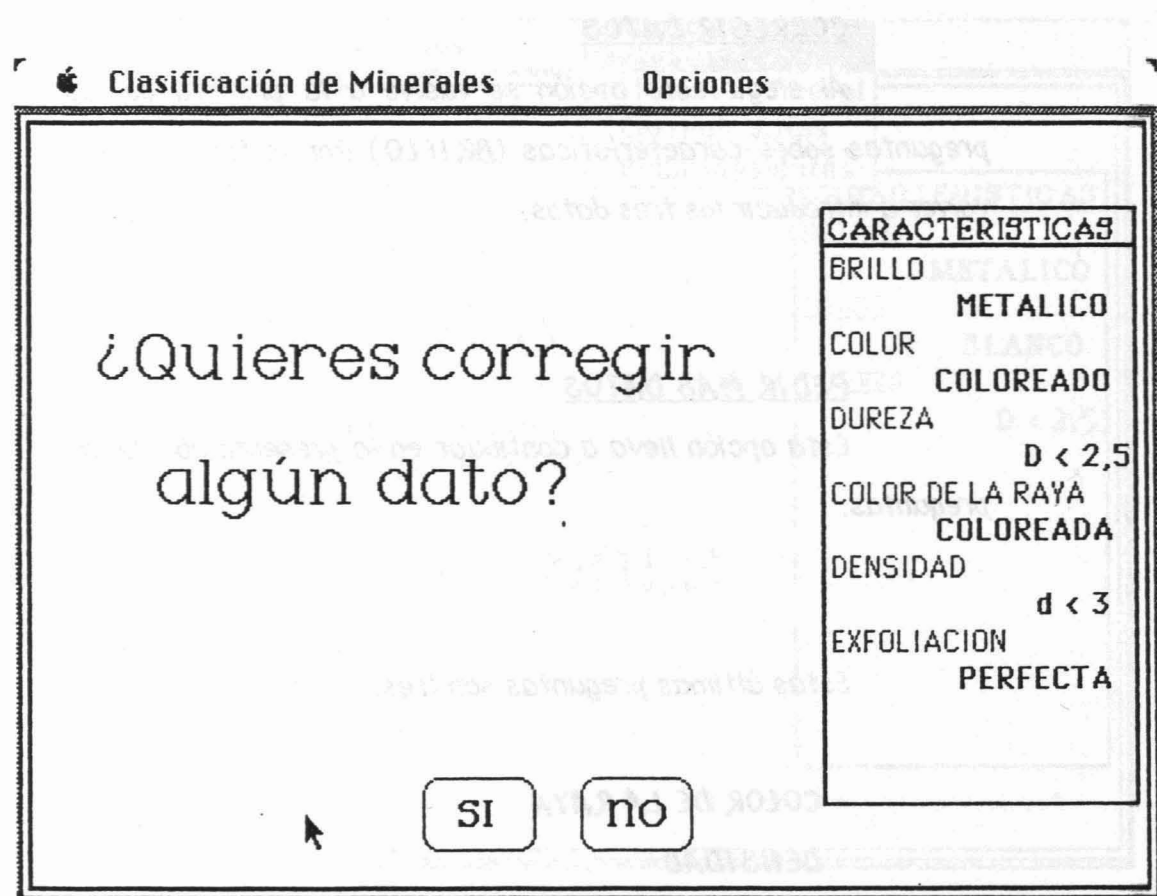 Clasificación de Minerales Opciones
¿Quieres corregir
algún dato?
SI no
CARACTERISTICAS
BRILLO
METALICO
COLOR
COLOREADO
DUREZA
D < 2,5
COLOR DE LA RAYA
COLOREADA
DENSIDAD
d < 3
EXFOLIACION
PERFECTA